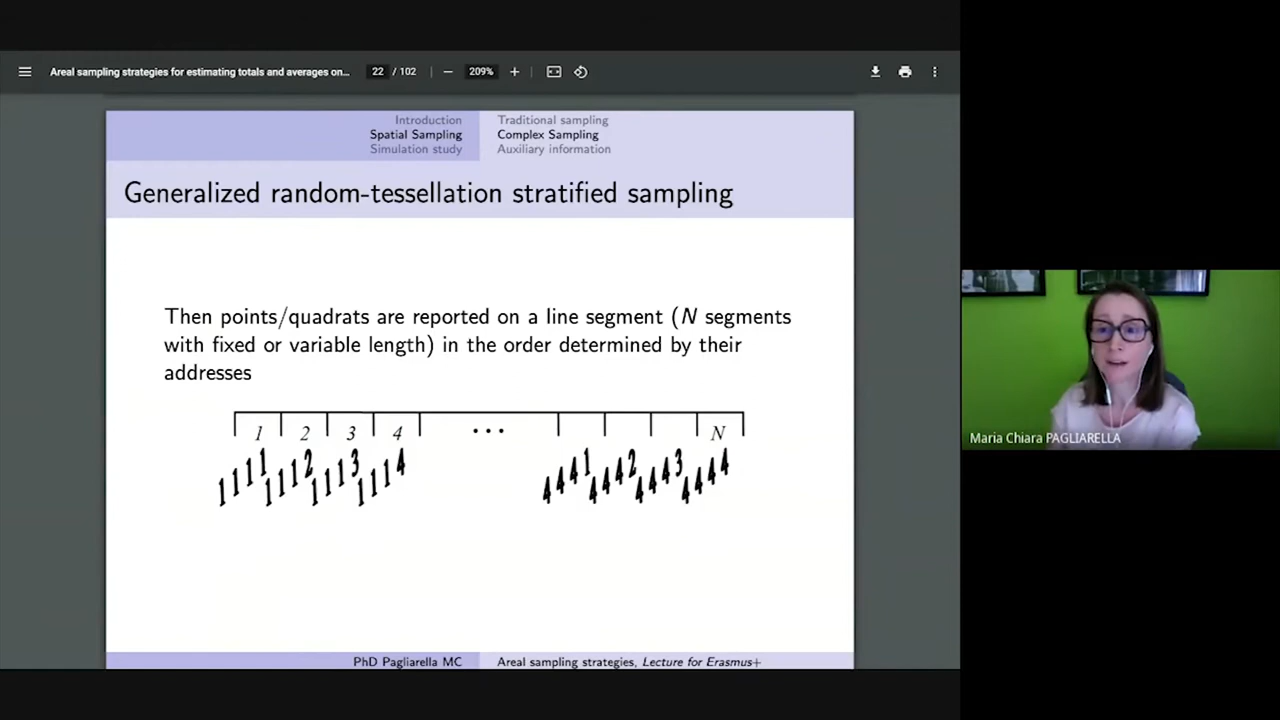 Areal sampling strategies for estimating totals and averages on...
22 / 102
209%
Introduction
Spatial Sampling
Simulation study
Traditional sampling
Complex Sampling
Auxiliary information
Generalized random-tessellation stratified sampling
Then points/quadrats are reported on a line segment (N segments
with fixed or variable length) in the order determined by their
addresses
1 2 3 4 ... N
1111 1112 1113 1114 4441 4442 4443 4444
PhD Pagliarella MC
Areal sampling strategies, Lecture for Erasmus+
Maria Chiara PAGLIARELLA